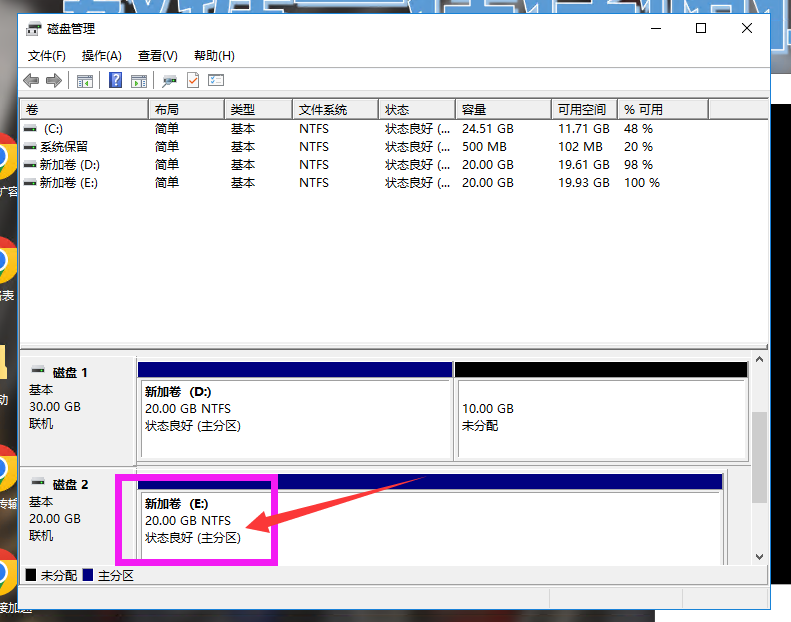 磁盘管理
文件(F) 操作(A) 查看(V) 帮助(H)
卷 布局 类型 文件系统 状态 容量 可用空间 % 可用
(C:) 简单 基本 NTFS 状态良好 (... 24.51 GB 11.71 GB 48 %
系统保留 简单 基本 NTFS 状态良好 (... 500 MB 102 MB 20 %
新加卷 (D:) 简单 基本 NTFS 状态良好 (... 20.00 GB 19.61 GB 98 %
新加卷 (E:) 简单 基本 NTFS 状态良好 (... 20.00 GB 19.93 GB 100 %
磁盘 1
基本
30.00 GB
联机
新加卷 (D:)
20.00 GB NTFS
状态良好 (主分区)
10.00 GB
未分配
磁盘 2
基本
20.00 GB
联机
新加卷 (E:)
20.00 GB NTFS
状态良好 (主分区)
未分配 主分区